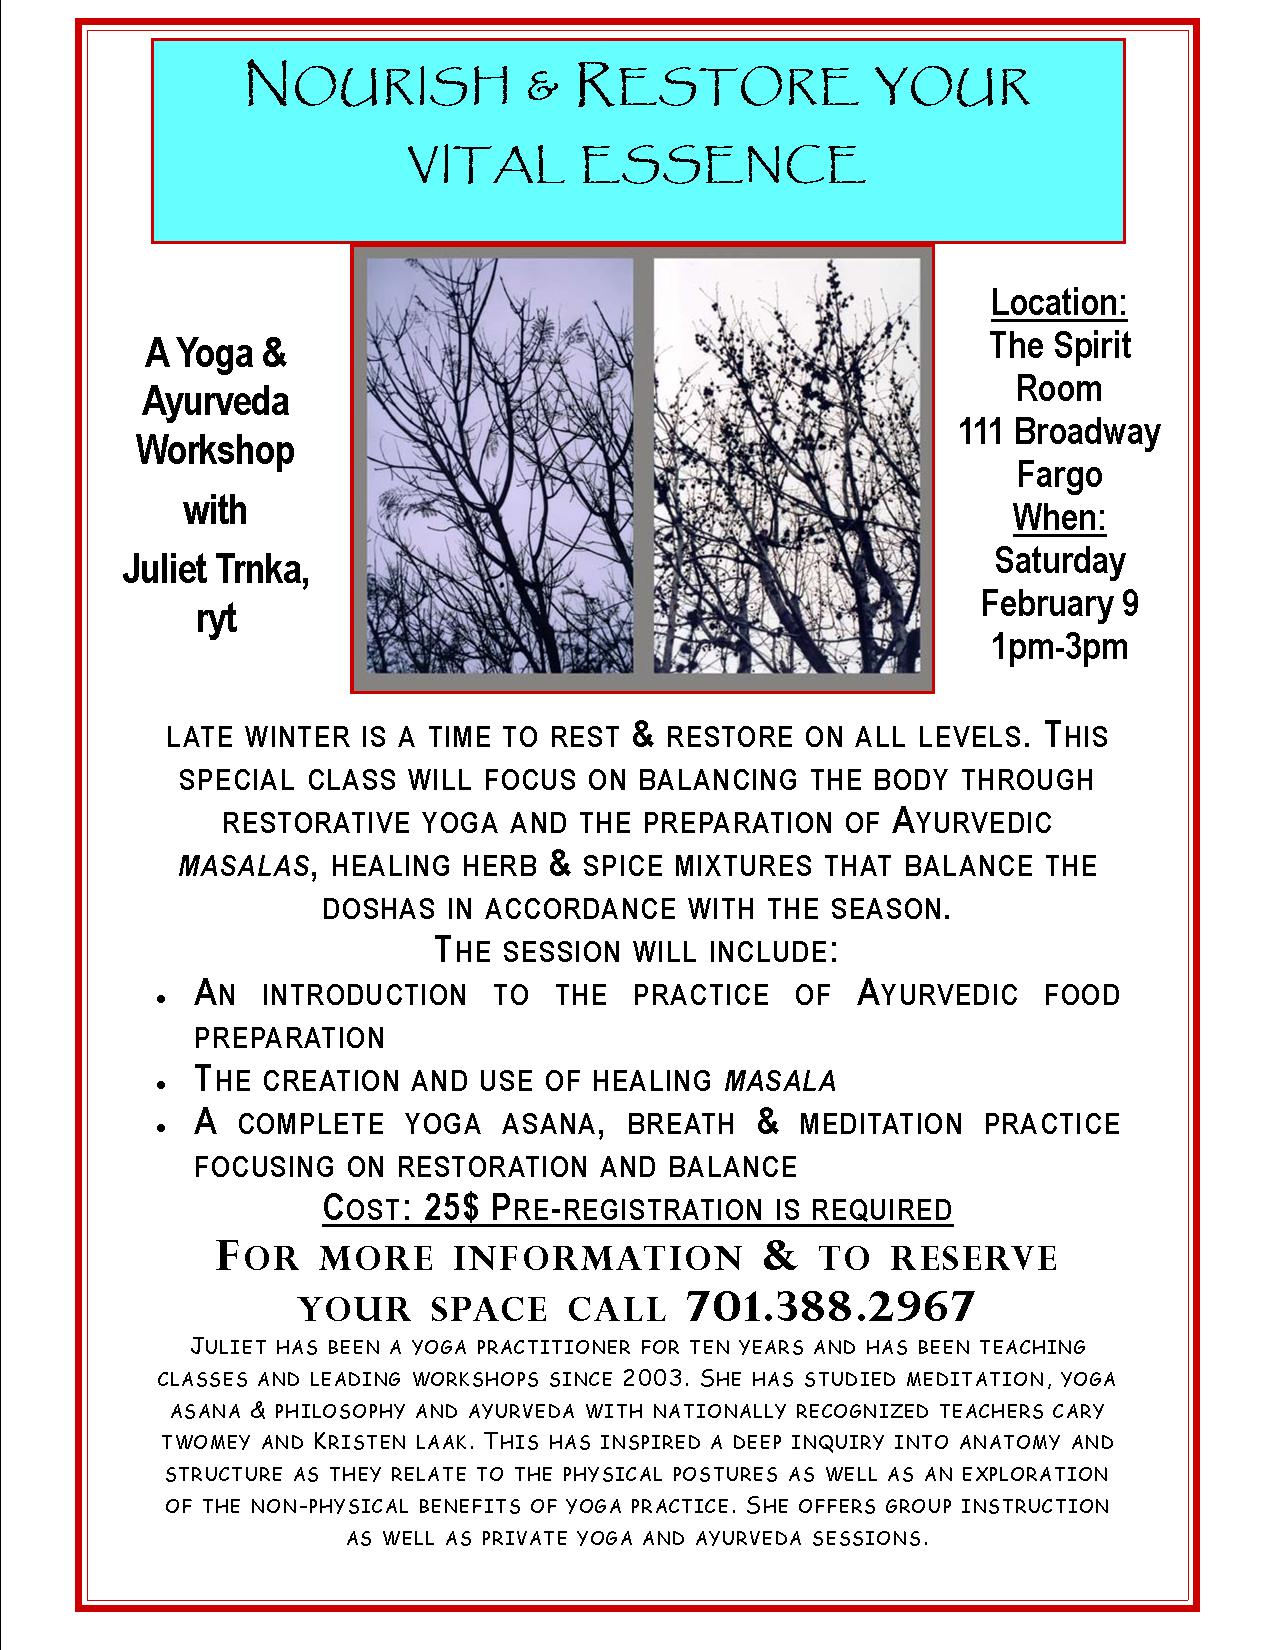 NOURISH & RESTORE YOUR
VITAL ESSENCE
A Yoga &
Ayurveda
Workshop
with
Juliet Trnka,
ryt
Location:
The Spirit
Room
111 Broadway
Fargo
When:
Saturday
February 9
1pm-3pm
LATE WINTER IS A TIME TO REST & RESTORE ON ALL LEVELS. THIS
SPECIAL CLASS WILL FOCUS ON BALANCING THE BODY THROUGH
RESTORATIVE YOGA AND THE PREPARATION OF AYURVEDIC
MASALAS, HEALING HERB & SPICE MIXTURES THAT BALANCE THE
DOSHAS IN ACCORDANCE WITH THE SEASON.
THE SESSION WILL INCLUDE:
• AN INTRODUCTION TO THE PRACTICE OF AYURVEDIC FOOD
PREPARATION
• THE CREATION AND USE OF HEALING MASALA
• A COMPLETE YOGA ASANA, BREATH & MEDITATION PRACTICE
FOCUSING ON RESTORATION AND BALANCE
COST: 25$ PRE-REGISTRATION IS REQUIRED
FOR MORE INFORMATION & TO RESERVE
YOUR SPACE CALL 701.388.2967
JULIET HAS BEEN A YOGA PRACTITIONER FOR TEN YEARS AND HAS BEEN TEACHING
CLASSES AND LEADING WORKSHOPS SINCE 2003. SHE HAS STUDIED MEDITATION, YOGA
ASANA & PHILOSOPHY AND AYURVEDA WITH NATIONALLY RECOGNIZED TEACHERS CARY
TWOMEY AND KRISTEN LAAK. THIS HAS INSPIRED A DEEP INQUIRY INTO ANATOMY AND
STRUCTURE AS THEY RELATE TO THE PHYSICAL POSTURES AS WELL AS AN EXPLORATION
OF THE NON-PHYSICAL BENEFITS OF YOGA PRACTICE. SHE OFFERS GROUP INSTRUCTION
AS WELL AS PRIVATE YOGA AND AYURVEDA SESSIONS.